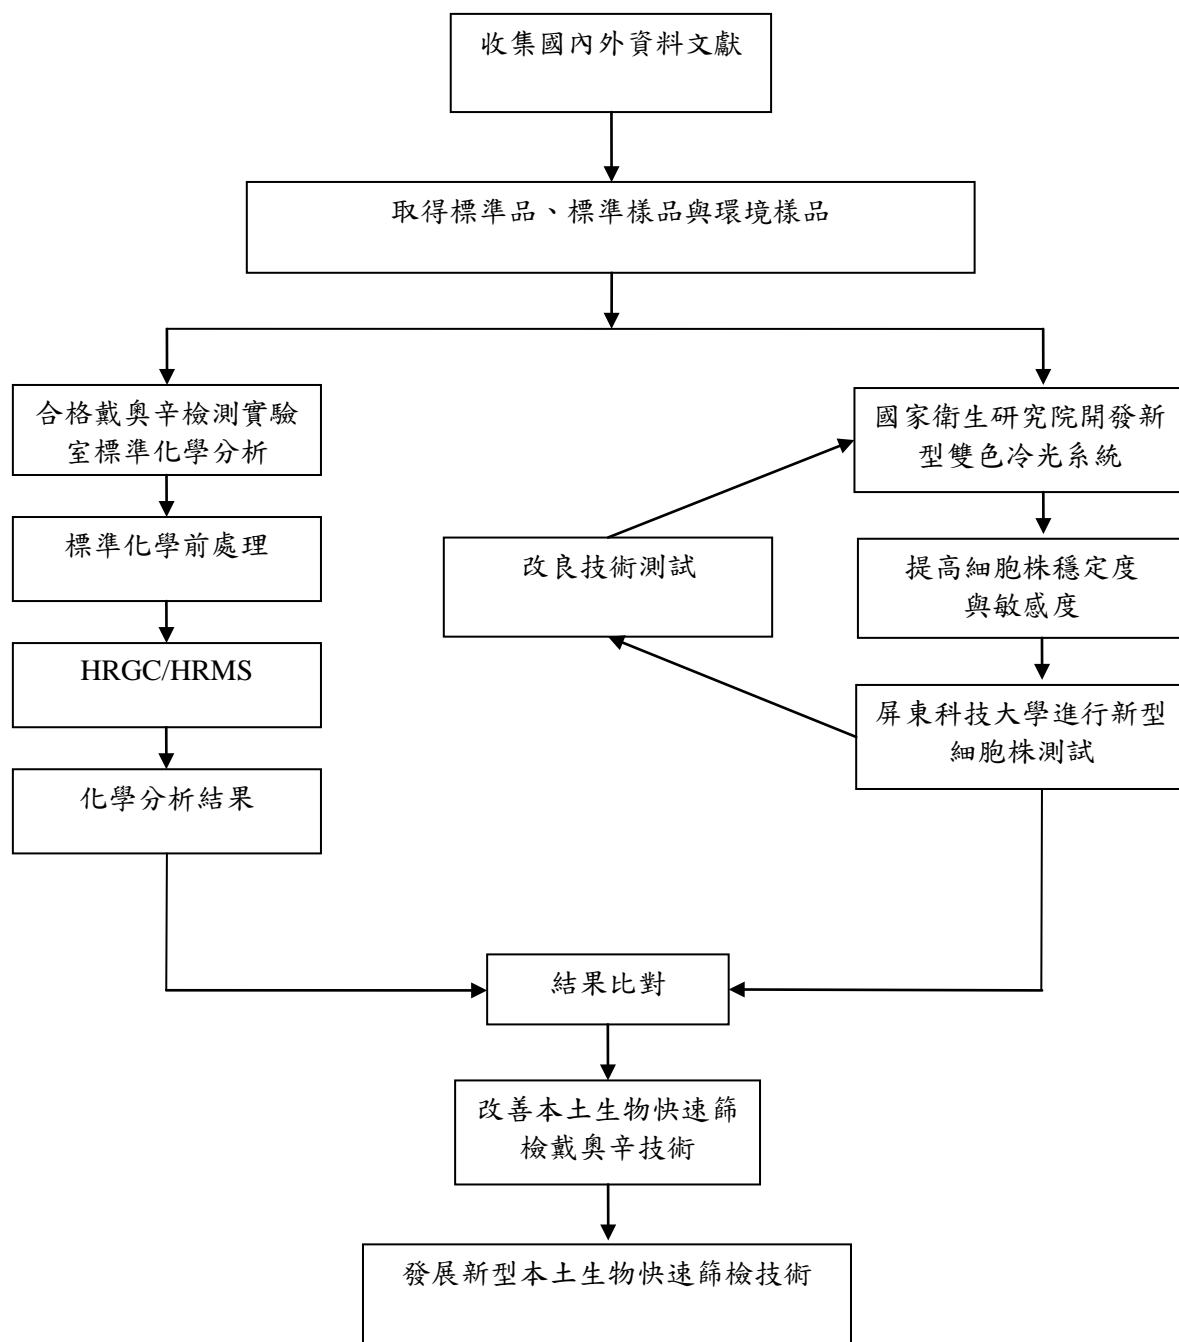 收集國內外資料文獻
取得標準品、標準樣品與環境樣品
合格戴奧辛檢測實驗
室標準化學分析
標準化學前處理
HRGC/HRMS
化學分析結果
國家衛生研究院開發新
型雙色冷光系統
提高細胞株穩定度
與敏感度
屏東科技大學進行新型
細胞株測試
改良技術測試
結果比對
改善本土生物快速篩
檢戴奧辛技術
發展新型本土生物快速篩檢技術